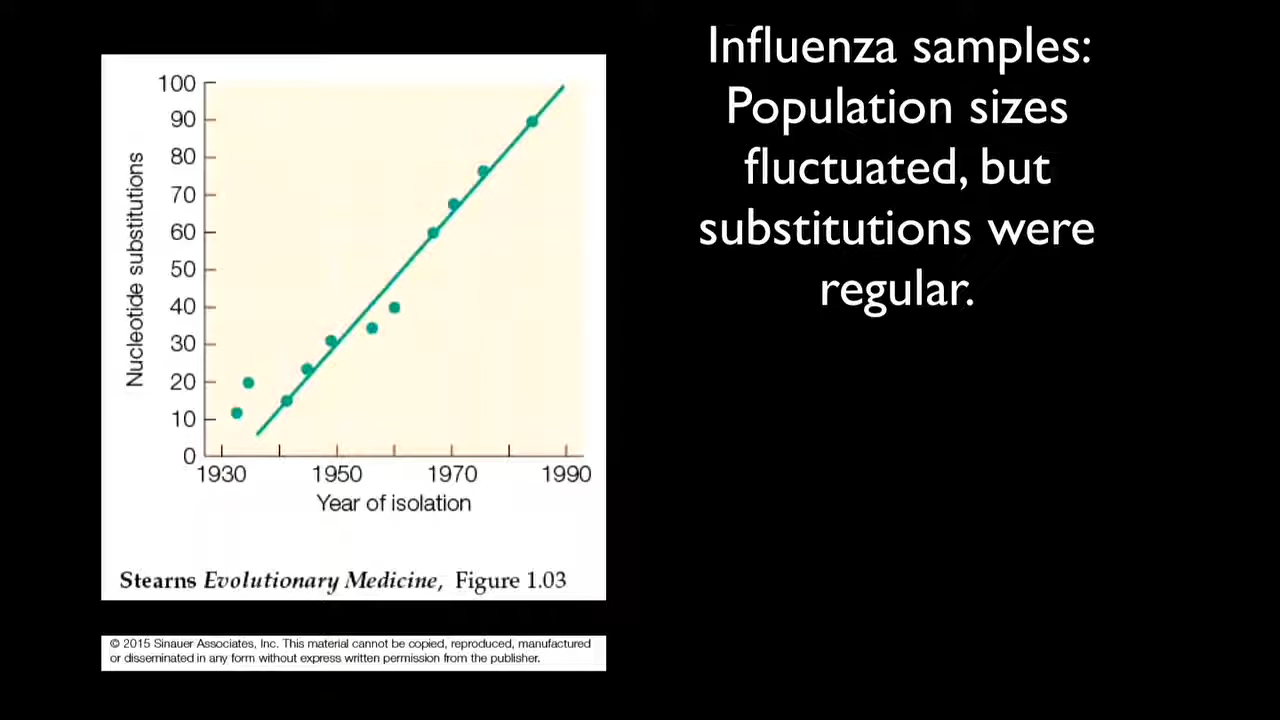 Influenza samples:
Population sizes
fluctuated, but
substitutions were
regular.
Nucleotide substitutions
100
90
80
70
60
50
40
30
20
10
0
1930 1950 1970 1990
Year of isolation
Stearns Evolutionary Medicine, Figure 1.03
© 2015 Sinauer Associates, Inc. This material cannot be copied, reproduced, manufactured
or disseminated in any form without express written permission from the publisher.